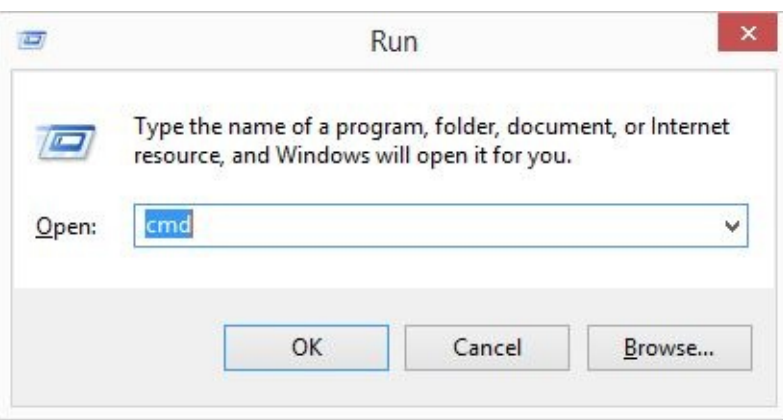 Run
Type the name of a program, folder, document, or Internet
resource, and Windows will open it for you.
Open: cmd
OK Cancel Browse...